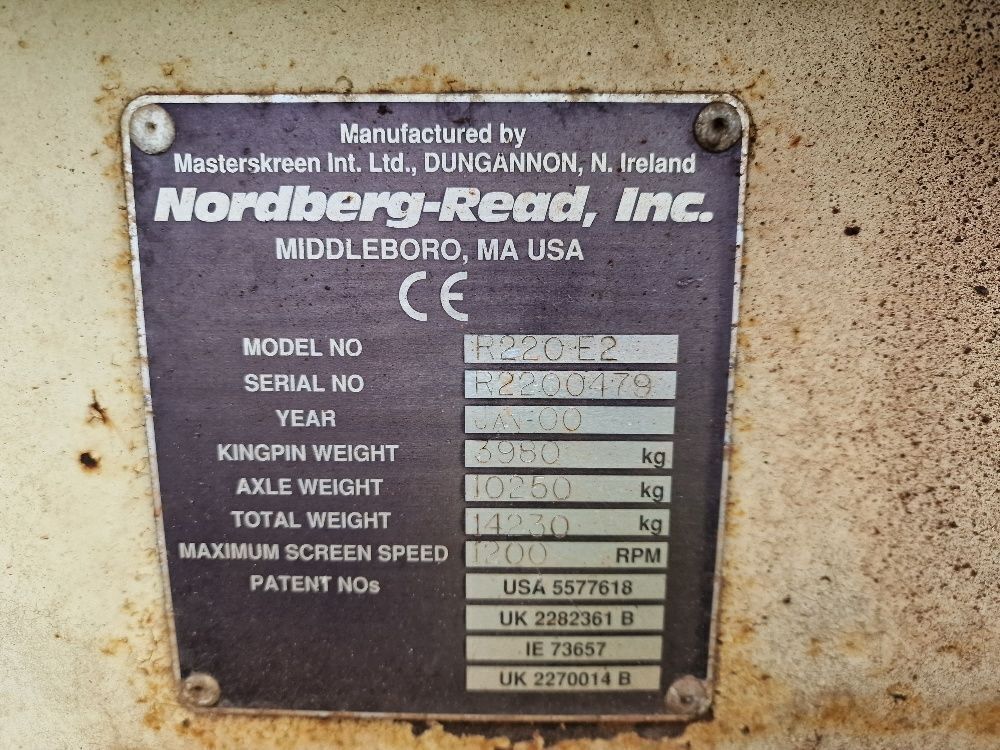 Manufactured by
Masterskreen Int. Ltd., DUNGANNON, N. Ireland
Nordberg-Read, Inc.
MIDDLEBORO, MA USA
CE
MODEL NO R220 E2
SERIAL NO R2200479
YEAR JAN-00
KINGPIN WEIGHT 3980 kg
AXLE WEIGHT 10250 kg
TOTAL WEIGHT 14230 kg
MAXIMUM SCREEN SPEED 1200 RPM
PATENT NOs USA 5577618
UK 2282361 B
IE 73657
UK 2270014 B